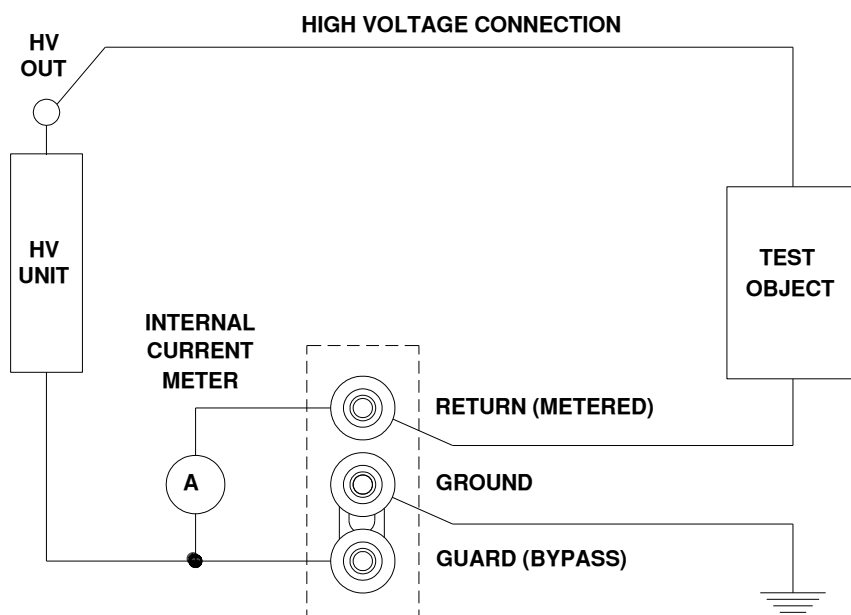 HIGH VOLTAGE CONNECTION
HV
OUT
HV
UNIT
TEST
OBJECT
INTERNAL
CURRENT
METER
RETURN (METERED)
A
GROUND
GUARD (BYPASS)